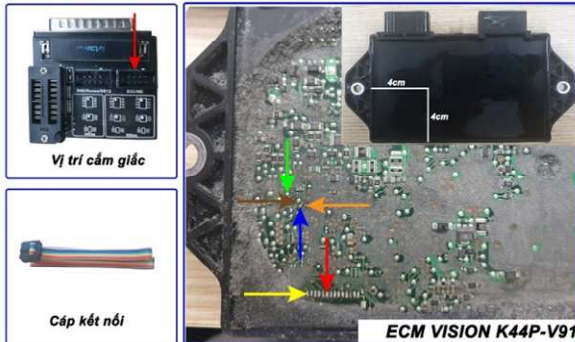 Vị trí cắm giắc
Cáp kết nối
4cm
4cm
ECM VISION K44P-V91